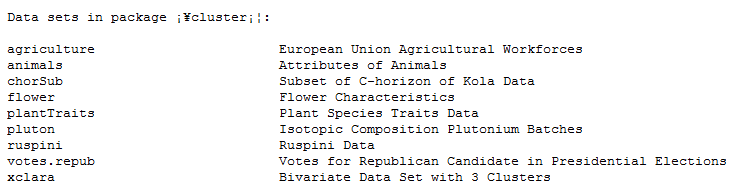 Data sets in package ¡¥cluster¡¦:
agriculture European Union Agricultural Workforces
animals Attributes of Animals
chorSub Subset of C-horizon of Kola Data
flower Flower Characteristics
plantTraits Plant Species Traits Data
pluton Isotopic Composition Plutonium Batches
ruspini Ruspini Data
votes.repub Votes for Republican Candidate in Presidential Elections
xclara Bivariate Data Set with 3 Clusters